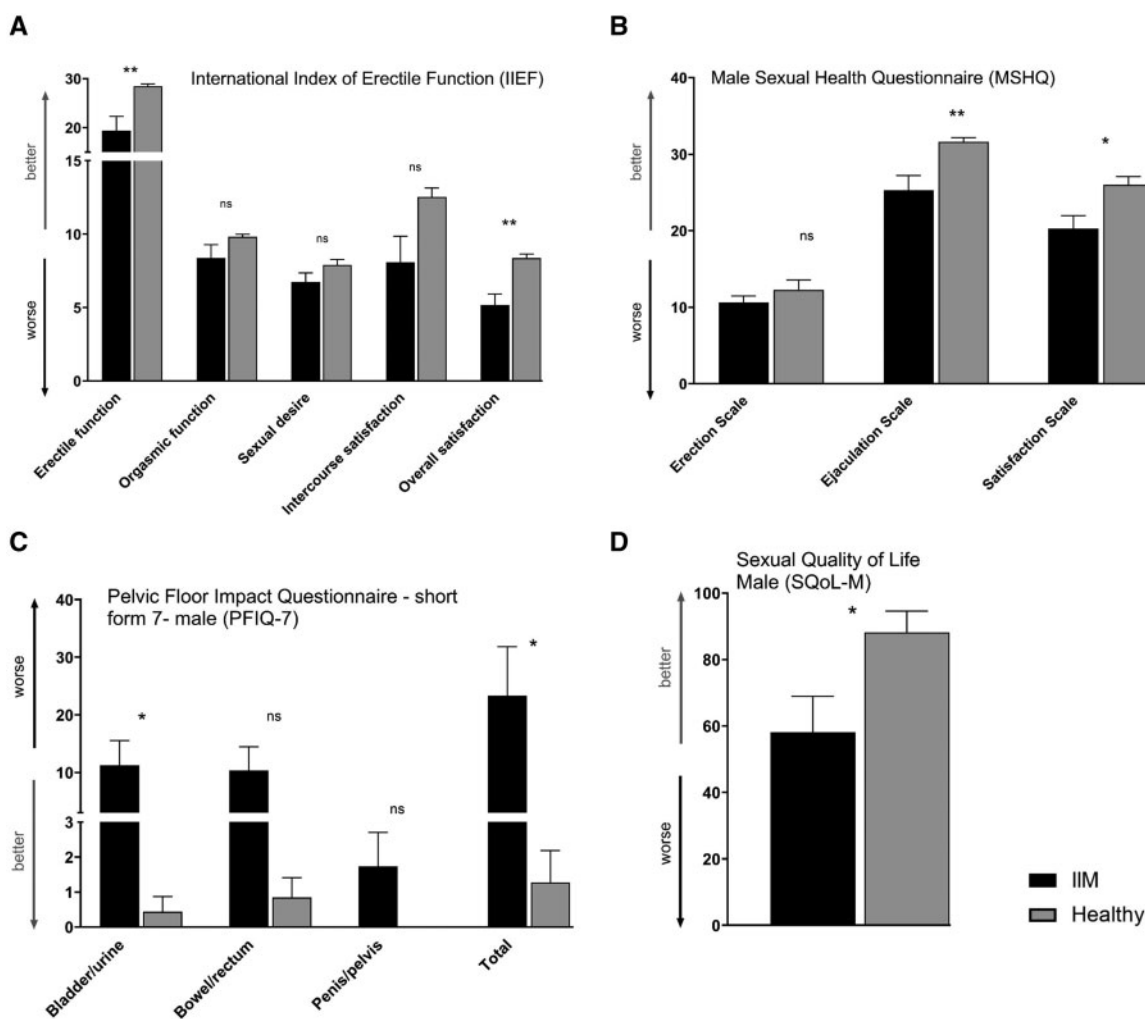 A
International Index of Erectile Function (IIEF)
better
worse
30
20
15
10
5
0
**
ns
ns
ns
**
Erectile function
Orgasmic function
Sexual desire
Intercourse satisfaction
Overall satisfaction
B
Male Sexual Health Questionnaire (MSHQ)
better
worse
40
30
20
10
0
ns
**
*
Erection Scale
Ejaculation Scale
Satisfaction Scale
C
Pelvic Floor Impact Questionnaire - short
form 7- male (PFIQ-7)
worse
better
40
30
20
10
3
2
1
0
*
ns
ns
*
Bladder/urine
Bowel/rectum
Penis/pelvis
Total
D
Sexual Quality of Life
Male (SQoL-M)
better
worse
100
80
60
40
20
0
*
IIM
Healthy